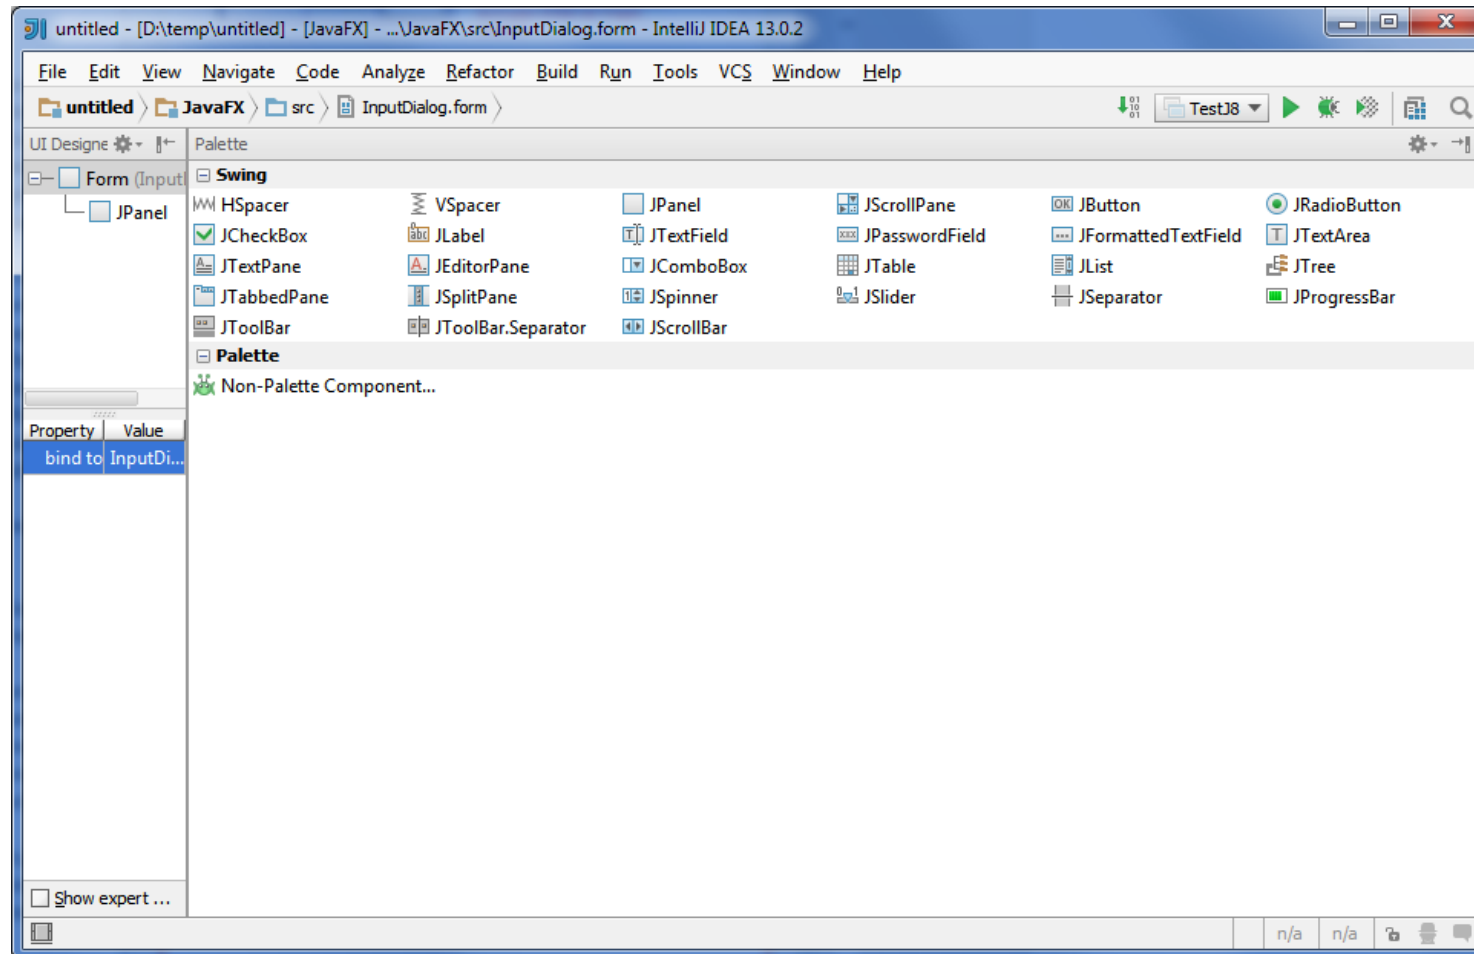 untitled - [D:\temp\untitled] - [JavaFX] - ...\JavaFX\src\InputDialog.form - IntelliJ IDEA 13.0.2
File Edit View Navigate Code Analyze Refactor Build Run Tools VCS Window Help
untitled JavaFX src InputDialog.form TestJ8
UI Designe Palette
Form (Input
JPanel
Swing
HSpacer VSpacer JPanel JScrollPane JButton JRadioButton
JCheckBox JLabel JTextField JPasswordField JFormattedTextField JTextArea
JTextPane JEditorPane JComboBox JTable JList JTree
JTabbedPane JSplitPane JSpinner JSlider JSeparator JProgressBar
JToolBar JToolBar.Separator JScrollBar
Palette
Non-Palette Component...
Property Value
bind to InputDi...
Show expert ...
n/a n/a